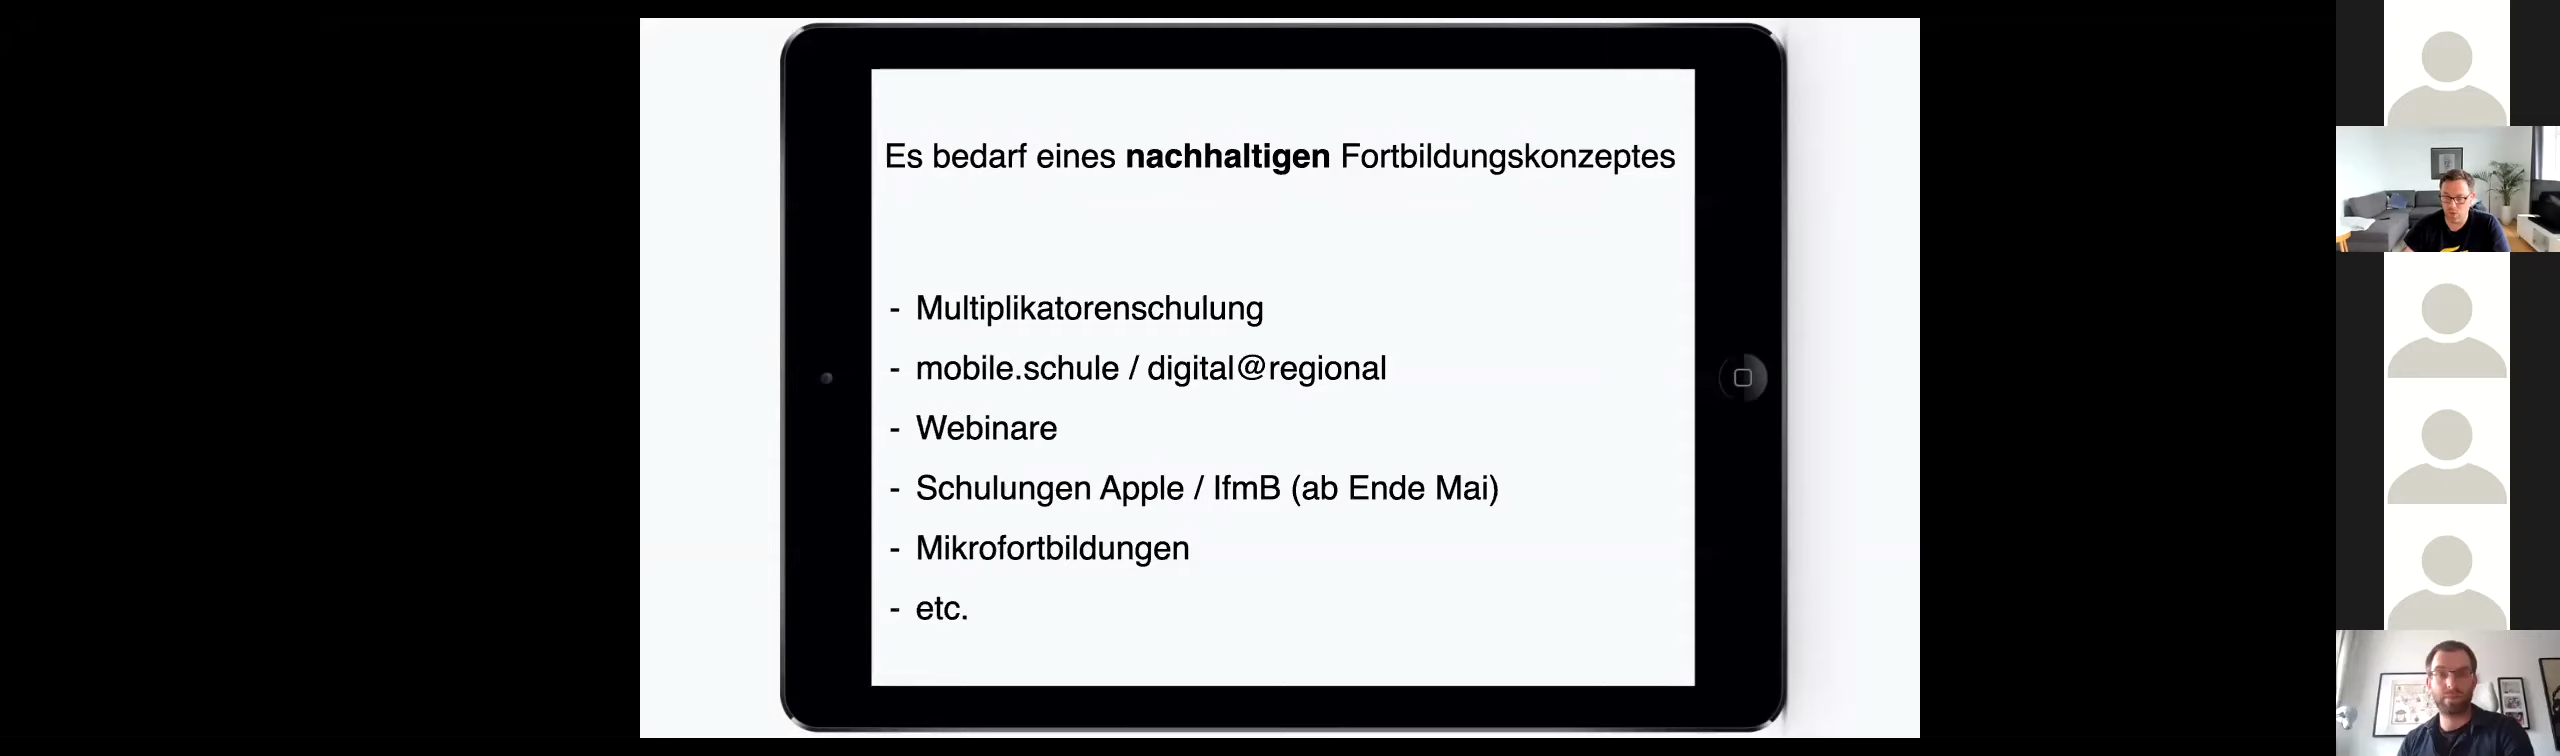 Es bedarf eines nachhaltigen Fortbildungskonzeptes
- Multiplikatorenschulung
- mobile.schule / digital@regional
- Webinare
- Schulungen Apple / IfmB (ab Ende Mai)
- Mikrofortbildungen
- etc.